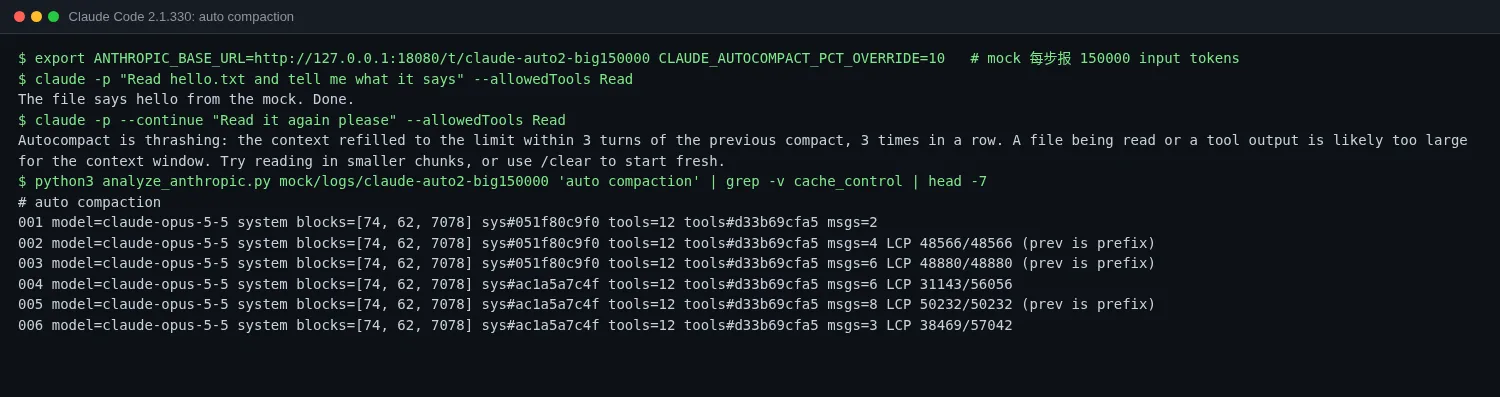 Claude Code 2.1.330: auto compaction
$ export ANTHROPIC_BASE_URL=http://127.0.0.1:18080/t/claude-auto2-big150000 CLAUDE_AUTOCOMPACT_PCT_OVERRIDE=10   # mock 每步报 150000 input tokens
$ claude -p "Read hello.txt and tell me what it says" --allowedTools Read
The file says hello from the mock. Done.
$ claude -p --continue "Read it again please" --allowedTools Read
Autocompact is thrashing: the context refilled to the limit within 3 turns of the previous compact, 3 times in a row. A file being read or a tool output is likely too large
for the context window. Try reading in smaller chunks, or use /clear to start fresh.
$ python3 analyze_anthropic.py mock/logs/claude-auto2-big150000 'auto compaction' | grep -v cache_control | head -7
# auto compaction
001 model=claude-opus-5-5 system blocks=[74, 62, 7078] sys#051f80c9f0 tools=12 tools#d33b69cfa5 msgs=2
002 model=claude-opus-5-5 system blocks=[74, 62, 7078] sys#051f80c9f0 tools=12 tools#d33b69cfa5 msgs=4 LCP 48566/48566 (prev is prefix)
003 model=claude-opus-5-5 system blocks=[74, 62, 7078] sys#051f80c9f0 tools=12 tools#d33b69cfa5 msgs=6 LCP 48880/48880 (prev is prefix)
004 model=claude-opus-5-5 system blocks=[74, 62, 7078] sys#ac1a5a7c4f tools=12 tools#d33b69cfa5 msgs=6 LCP 31143/56056
005 model=claude-opus-5-5 system blocks=[74, 62, 7078] sys#ac1a5a7c4f tools=12 tools#d33b69cfa5 msgs=8 LCP 50232/50232 (prev is prefix)
006 model=claude-opus-5-5 system blocks=[74, 62, 7078] sys#ac1a5a7c4f tools=12 tools#d33b69cfa5 msgs=3 LCP 38469/57042